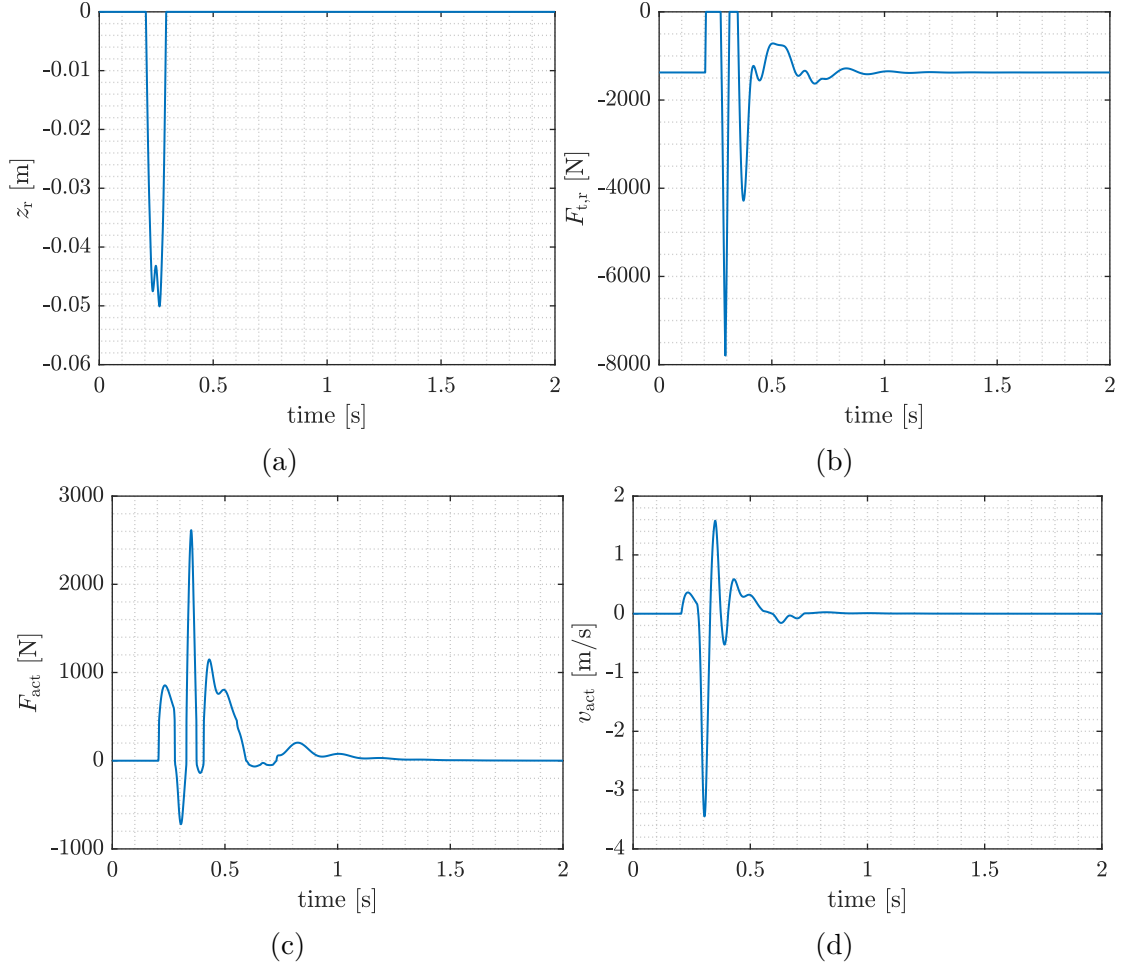 0
-0.01
-0.02
-0.03
-0.04
-0.05
-0.06
z_r [m]
0 0.5 1 1.5 2
time [s]
(a)
0
-2000
-4000
-6000
-8000
F_t,r [N]
0 0.5 1 1.5 2
time [s]
(b)
3000
2000
1000
0
-1000
F_act [N]
0 0.5 1 1.5 2
time [s]
(c)
2
1
0
-1
-2
-3
-4
v_act [m/s]
0 0.5 1 1.5 2
time [s]
(d)